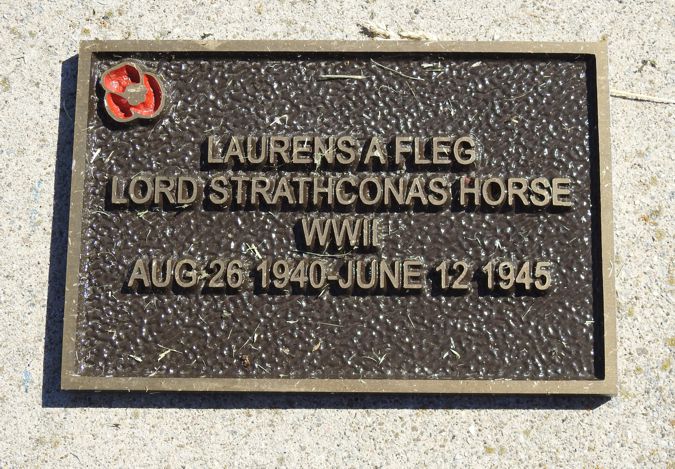 LAURENS A FLEG
LORD STRATHCONAS HORSE
WWII
AUG 26 1940-JUNE 12 1945